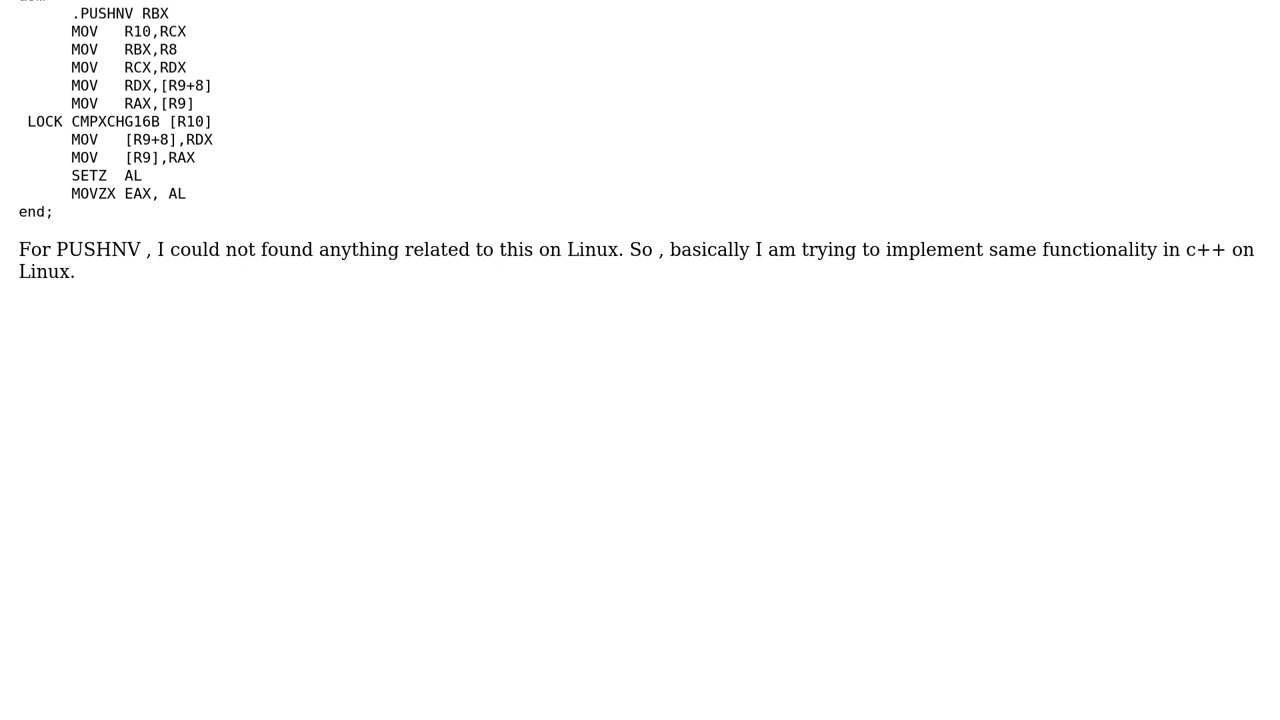 .PUSHNV RBX
MOV   R10,RCX
MOV   RBX,R8
MOV   RCX,RDX
MOV   RDX,[R9+8]
MOV   RAX,[R9]
LOCK CMPXCHG16B [R10]
MOV   [R9+8],RDX
MOV   [R9],RAX
SETZ  AL
MOVZX EAX, AL
end;
For PUSHNV , I could not found anything related to this on Linux. So , basically I am trying to implement same functionality in c++ on
Linux.